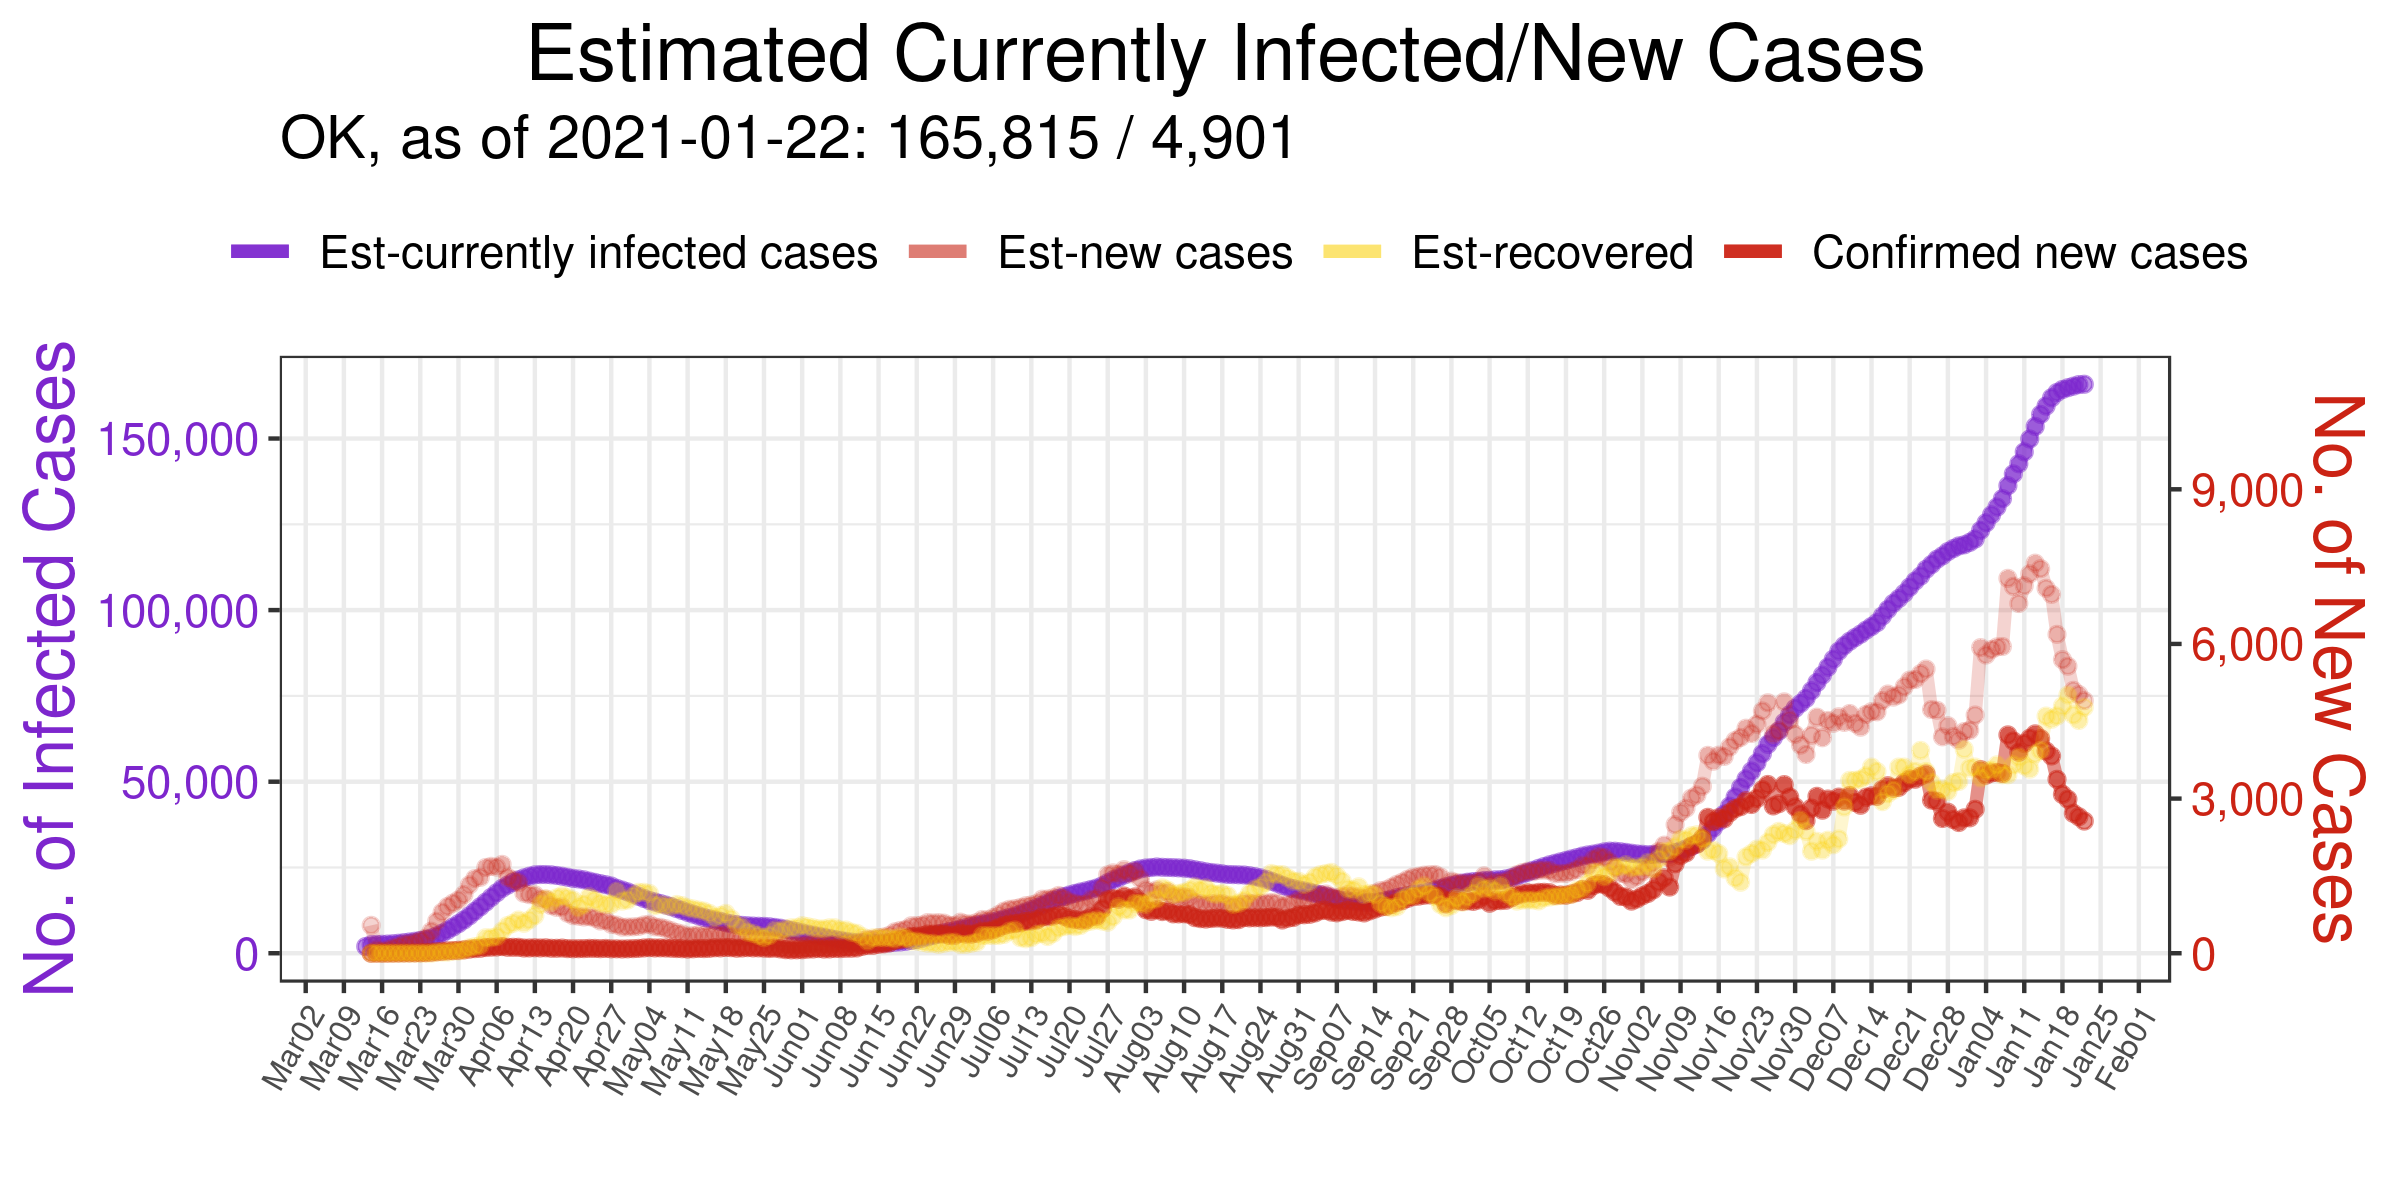 Estimated Currently Infected/New Cases
OK, as of 2021-01-22: 165,815 / 4,901
Est-currently infected cases Est-new cases Est-recovered Confirmed new cases
No. of Infected Cases
150,000
100,000
50,000
0
No. of New Cases
9,000
6,000
3,000
0
Mar02 Mar09 Mar16 Mar23 Mar30 Apr06 Apr13 Apr20 Apr27 May04 May11 May18 May25 Jun01 Jun08 Jun15 Jun22 Jun29 Jul06 Jul13 Jul20 Jul27 Aug03 Aug10 Aug17 Aug24 Aug31 Sep07 Sep14 Sep21 Sep28 Oct05 Oct12 Oct19 Oct26 Nov02 Nov09 Nov16 Nov23 Nov30 Dec07 Dec14 Dec21 Dec28 Jan04 Jan11 Jan18 Jan25 Feb01